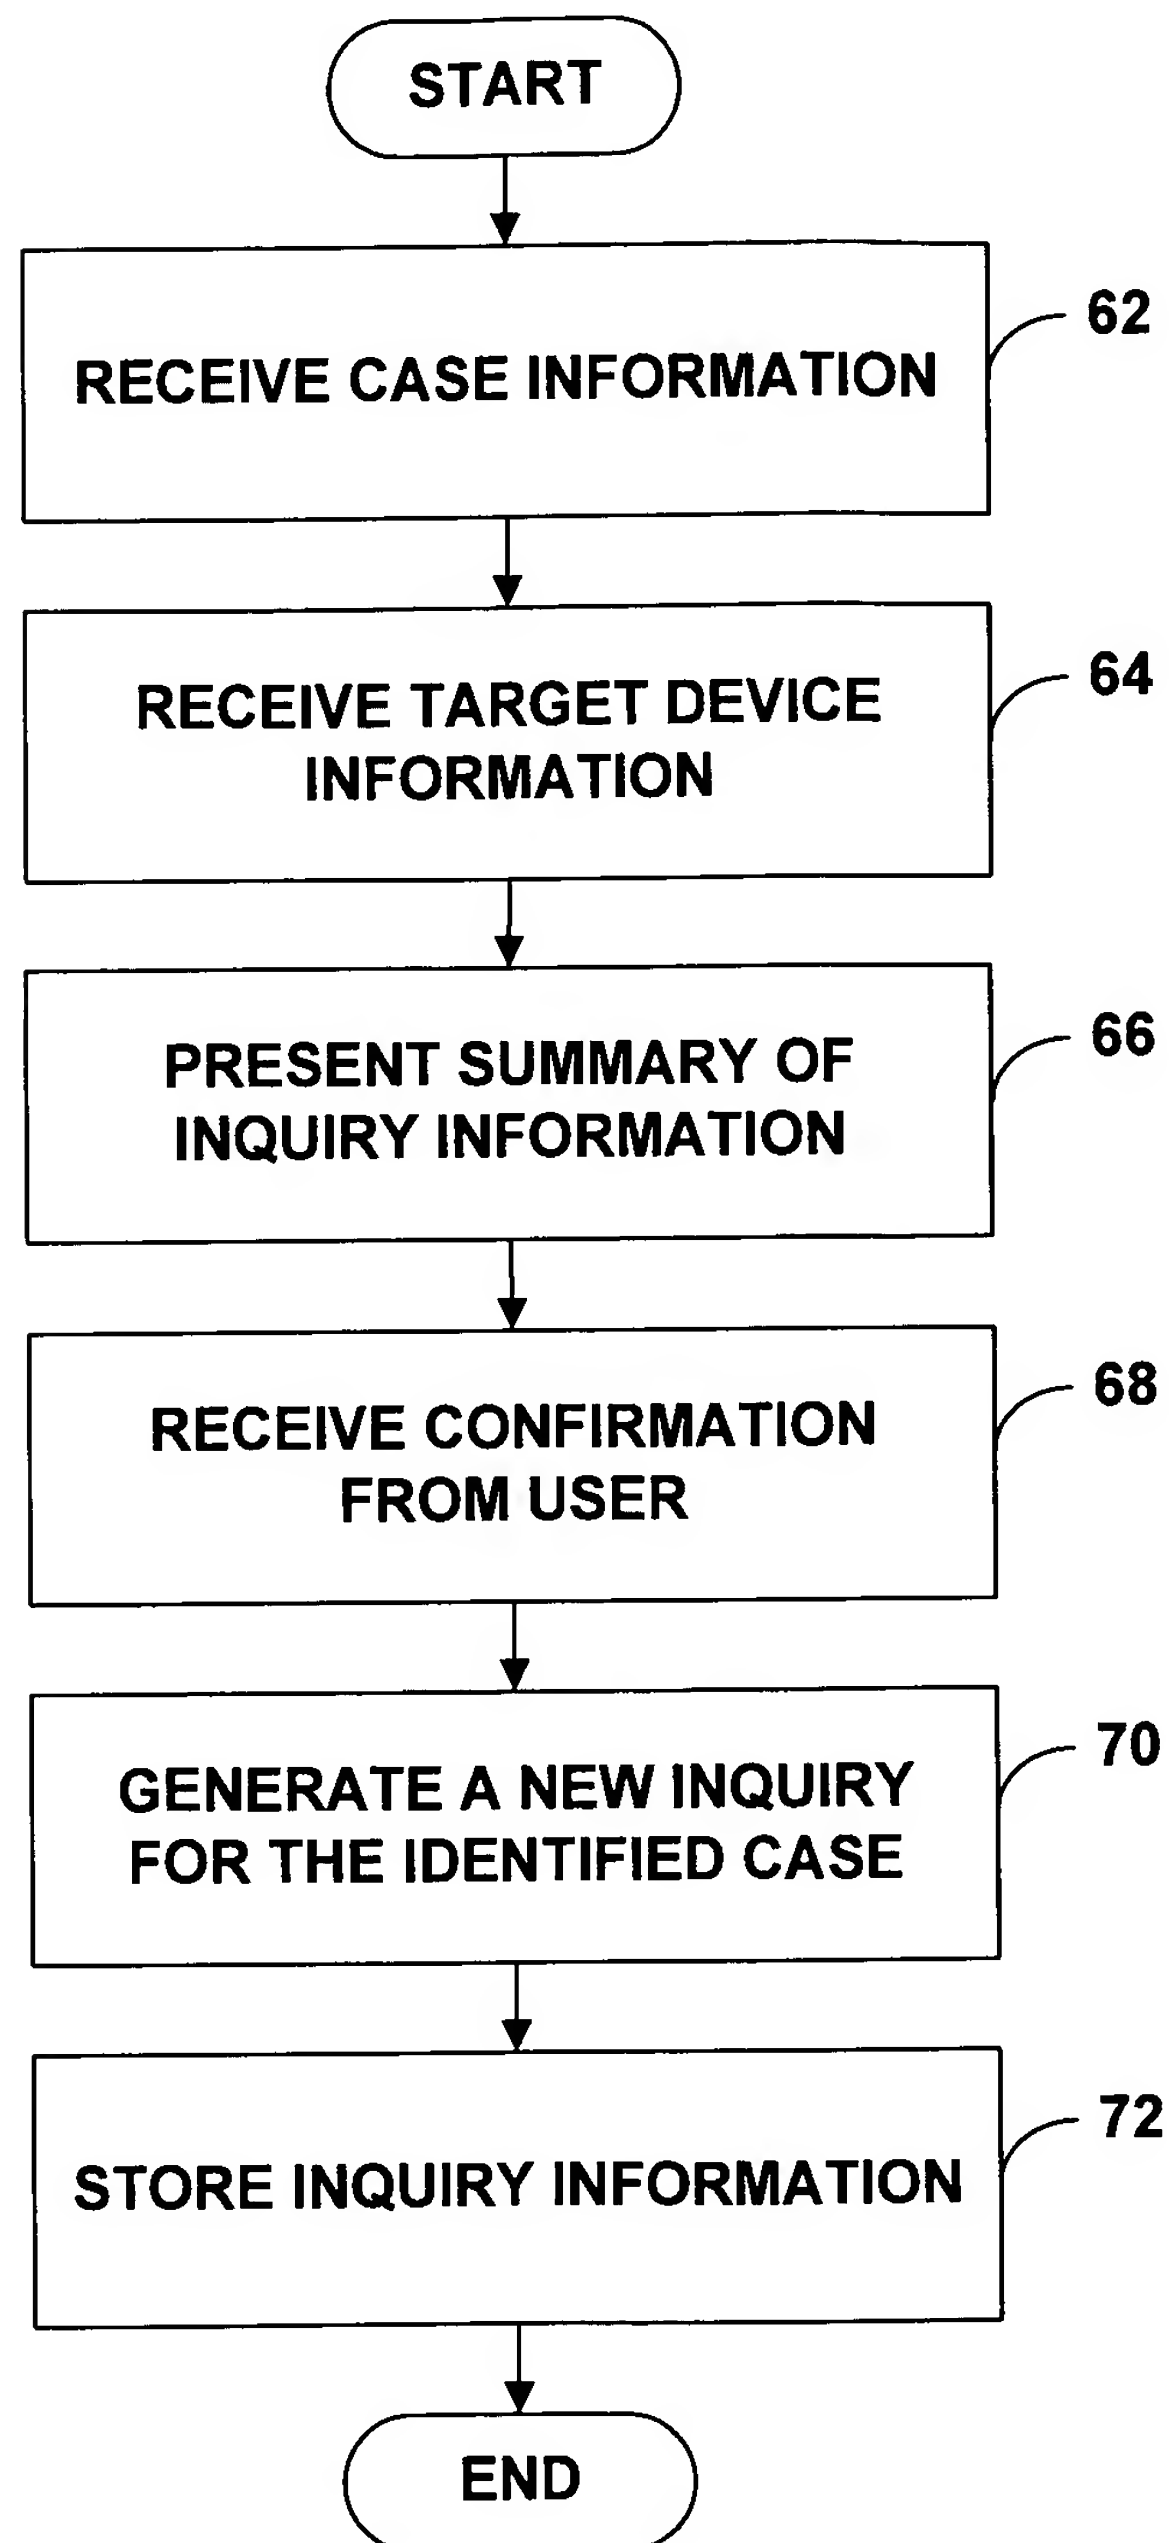 START
RECEIVE CASE INFORMATION
62
RECEIVE TARGET DEVICE
INFORMATION
64
PRESENT SUMMARY OF
INQUIRY INFORMATION
66
RECEIVE CONFIRMATION
FROM USER
68
GENERATE A NEW INQUIRY
FOR THE IDENTIFIED CASE
70
STORE INQUIRY INFORMATION
72
END